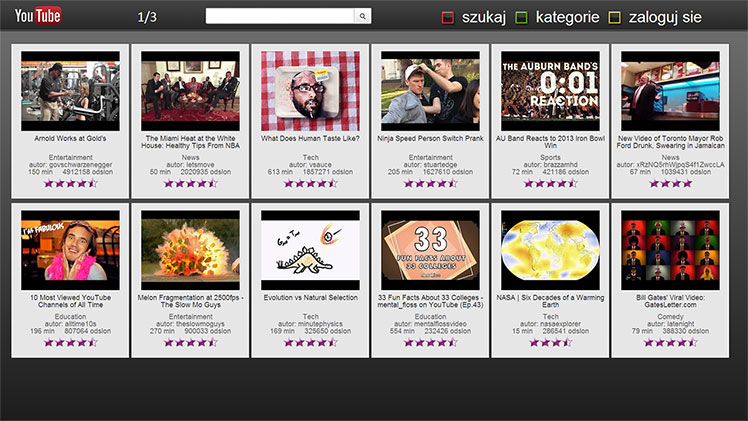 YouTube 1/3 szukaj kategorie zaloguj sie
THE AUBURN BAND'S
0:01
REACTION
Arnold Works at Gold's
Entertainment
autor: govschwarzenegger
150 min 4912158 odslon
The Miami Heat at the White
House: Healthy Tips From NBA
News
autor: letsmove
50 min 2020935 odslon
What Does Human Taste Like?
Tech
autor: vsauce
613 min 1857271 odslon
Ninja Speed Person Switch Prank
Entertainment
autor: stuartedge
205 min 1627610 odslon
AU Band Reacts to 2013 Iron Bowl
Win
Sports
autor: brazzamhd
72 min 421186 odslon
New Video of Toronto Mayor Rob
Ford Drunk, Swearing in Jamaican
News
autor: xRzNQ5rhWjpqS4f1ZwccLA
67 min 1039431 odslon
I'M FABULOUS
33
FUN FACTS ABOUT
33 COLLEGES
10 Most Viewed YouTube
Channels of All Time
Education
autor: alltime10s
196 min 807064 odslon
Melon Fragmentation at 2500fps -
The Slow Mo Guys
Entertainment
autor: theslowmoguys
270 min 900033 odslon
Evolution vs Natural Selection
Tech
autor: minutephysics
169 min 325650 odslon
33 Fun Facts About 33 Colleges -
mental_floss on YouTube (Ep.43)
Education
autor: mentalflossvideo
554 min 232426 odslon
NASA | Six Decades of a Warming
Earth
Tech
autor: nasaexplorer
15 min 286541 odslon
Bill Gates' Viral Video:
GatesLetter.com
Comedy
autor: latenight
79 min 388330 odslon